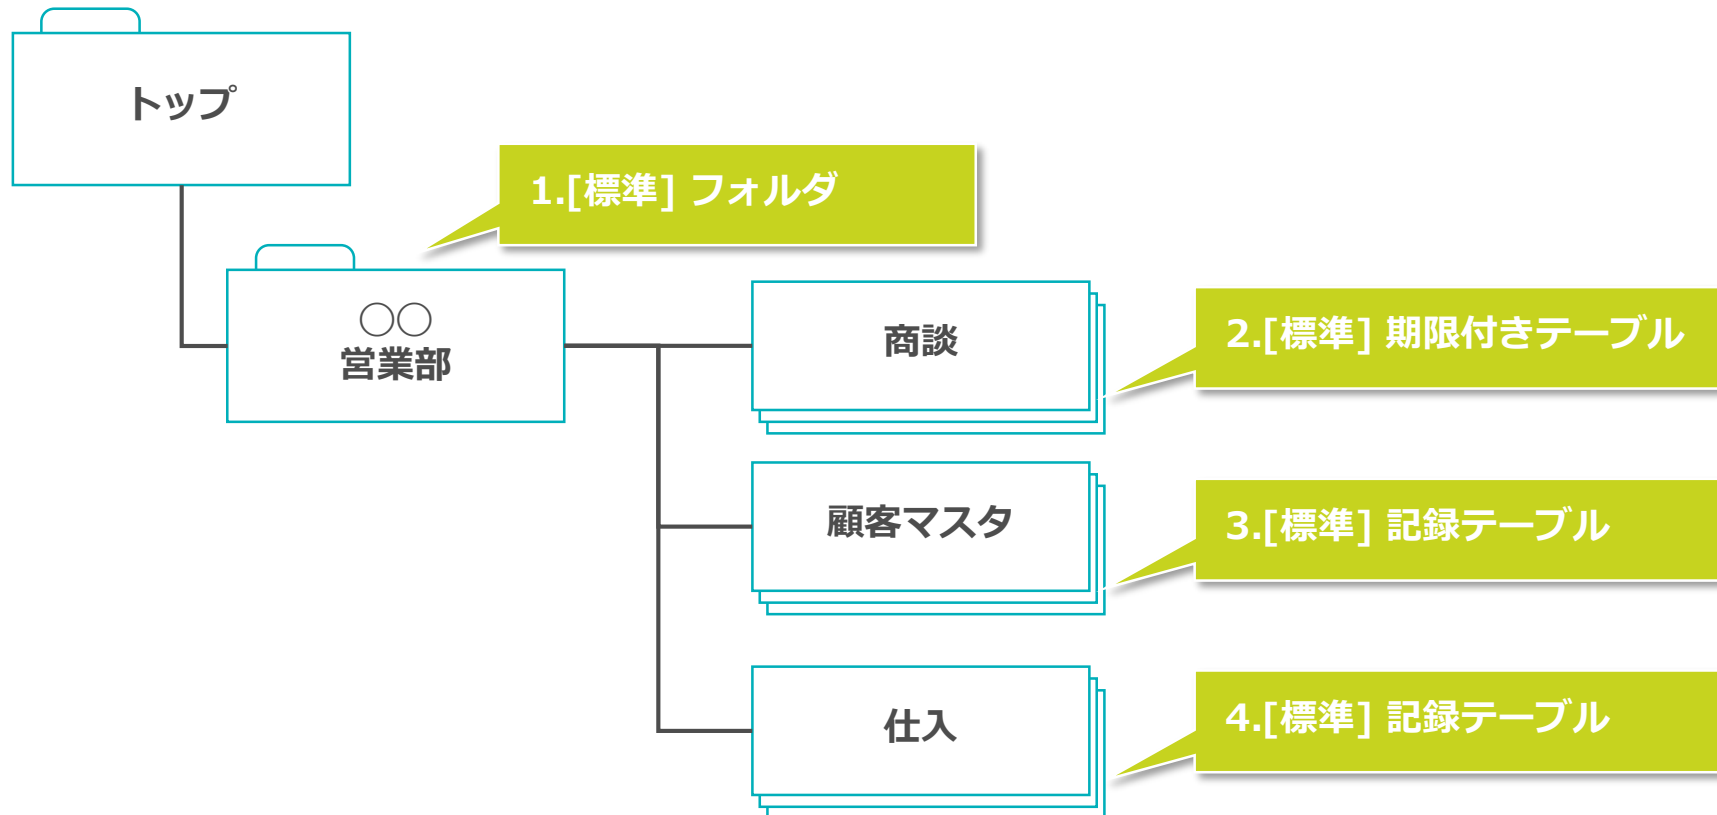 トップ
1.[標準] フォルダ
○○
営業部
商談
2.[標準] 期限付きテーブル
顧客マスタ
3.[標準] 記録テーブル
仕入
4.[標準] 記録テーブル